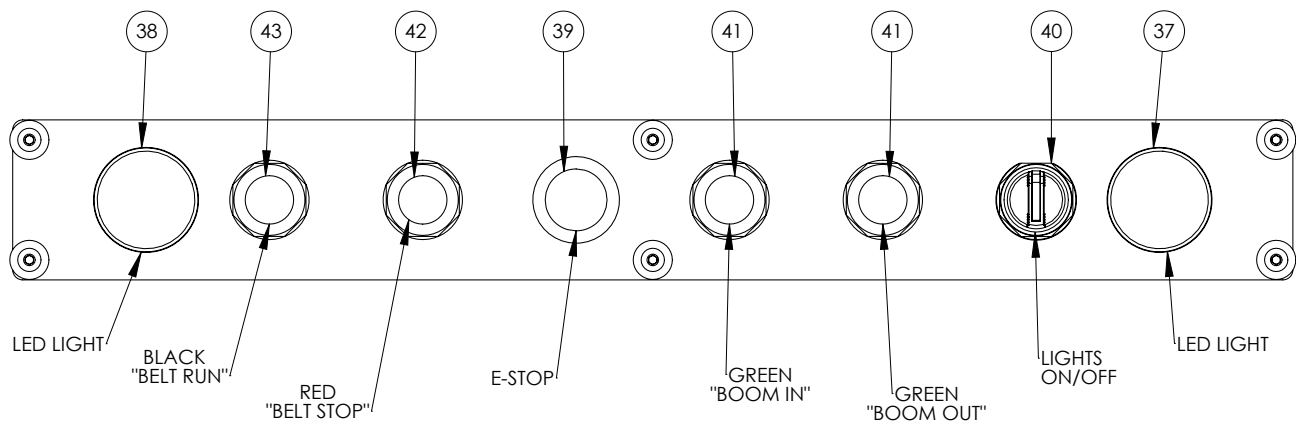 38
43
42
39
41
41
40
37
LED LIGHT
BLACK
"BELT RUN"
RED
"BELT STOP"
E-STOP
GREEN
"BOOM IN"
GREEN
"BOOM OUT"
LIGHTS
ON/OFF
LED LIGHT